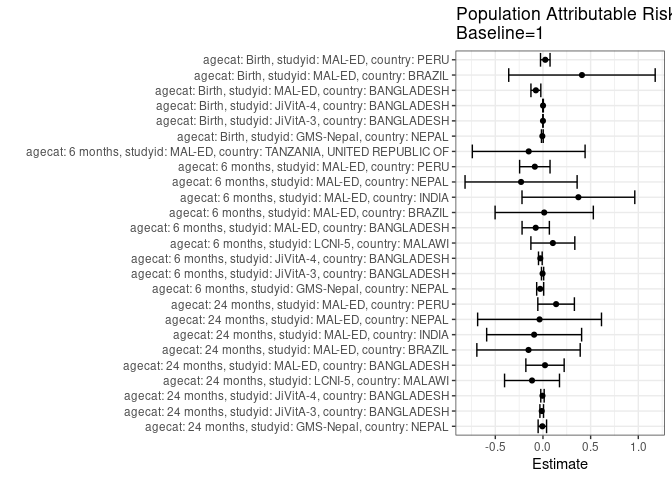 Population Attributable Risk
Baseline=1
agecat: Birth, studyid: MAL-ED, country: PERU
agecat: Birth, studyid: MAL-ED, country: BRAZIL
agecat: Birth, studyid: MAL-ED, country: BANGLADESH
agecat: Birth, studyid: JiVitA-4, country: BANGLADESH
agecat: Birth, studyid: JiVitA-3, country: BANGLADESH
agecat: Birth, studyid: GMS-Nepal, country: NEPAL
agecat: 6 months, studyid: MAL-ED, country: TANZANIA, UNITED REPUBLIC OF
agecat: 6 months, studyid: MAL-ED, country: PERU
agecat: 6 months, studyid: MAL-ED, country: NEPAL
agecat: 6 months, studyid: MAL-ED, country: INDIA
agecat: 6 months, studyid: MAL-ED, country: BRAZIL
agecat: 6 months, studyid: MAL-ED, country: BANGLADESH
agecat: 6 months, studyid: LCNI-5, country: MALAWI
agecat: 6 months, studyid: JiVitA-4, country: BANGLADESH
agecat: 6 months, studyid: JiVitA-3, country: BANGLADESH
agecat: 6 months, studyid: GMS-Nepal, country: NEPAL
agecat: 24 months, studyid: MAL-ED, country: PERU
agecat: 24 months, studyid: MAL-ED, country: NEPAL
agecat: 24 months, studyid: MAL-ED, country: INDIA
agecat: 24 months, studyid: MAL-ED, country: BRAZIL
agecat: 24 months, studyid: MAL-ED, country: BANGLADESH
agecat: 24 months, studyid: LCNI-5, country: MALAWI
agecat: 24 months, studyid: JiVitA-4, country: BANGLADESH
agecat: 24 months, studyid: JiVitA-3, country: BANGLADESH
agecat: 24 months, studyid: GMS-Nepal, country: NEPAL
-0.5 0.0 0.5 1.0
Estimate